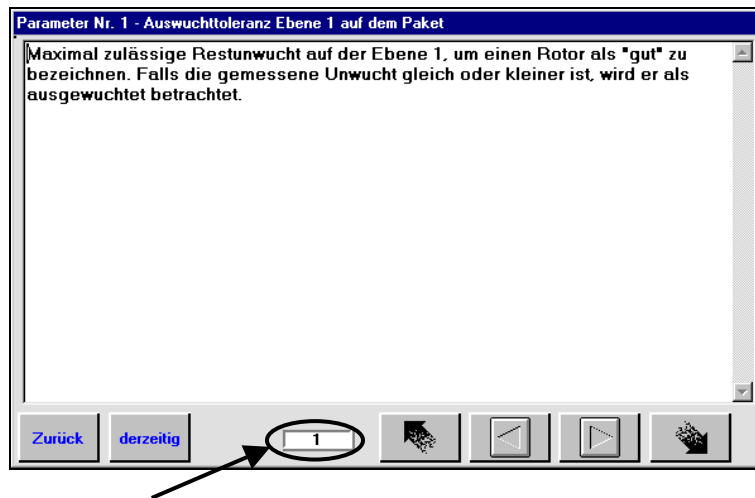 Parameter Nr. 1 - Auswuchttoleranz Ebene 1 auf dem Paket
Maximal zulässige Restunwucht auf der Ebene 1, um einen Rotor als "gut" zu
bezeichnen. Falls die gemessene Unwucht gleich oder kleiner ist, wird er als
ausgewuchtet betrachtet.
Zurück derzeitig 1